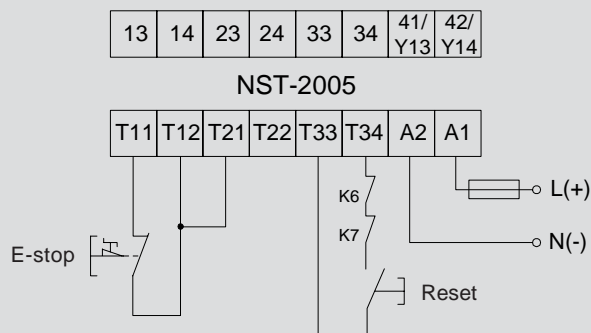 13 14 23 24 33 34 41/ 42/
Y13 Y14
NST-2005
T11 T12 T21 T22 T33 T34 A2 A1
K6
L(+)
K7
N(-)
E-stop
Reset